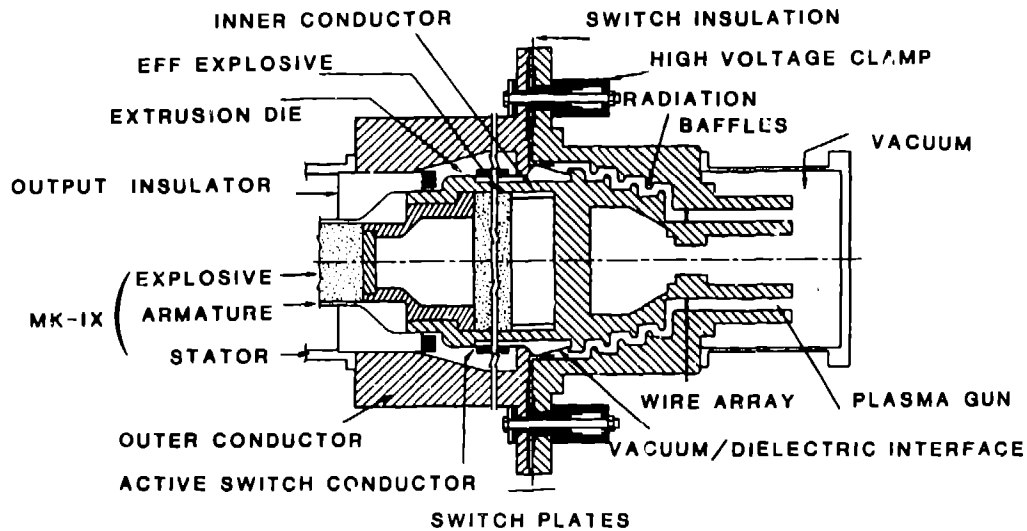 INNER CONDUCTOR
SWITCH INSULATION
EFF EXPLOSIVE
HIGH VOLTAGE CLAMP
EXTRUSION DIE
RADIATION
BAFFLES
VACUUM
OUTPUT INSULATOR
MK-IX
EXPLOSIVE
ARMATURE
STATOR
WIRE ARRAY
PLASMA GUN
OUTER CONDUCTOR
VACUUM/DIELECTRIC INTERFACE
ACTIVE SWITCH CONDUCTOR
SWITCH PLATES